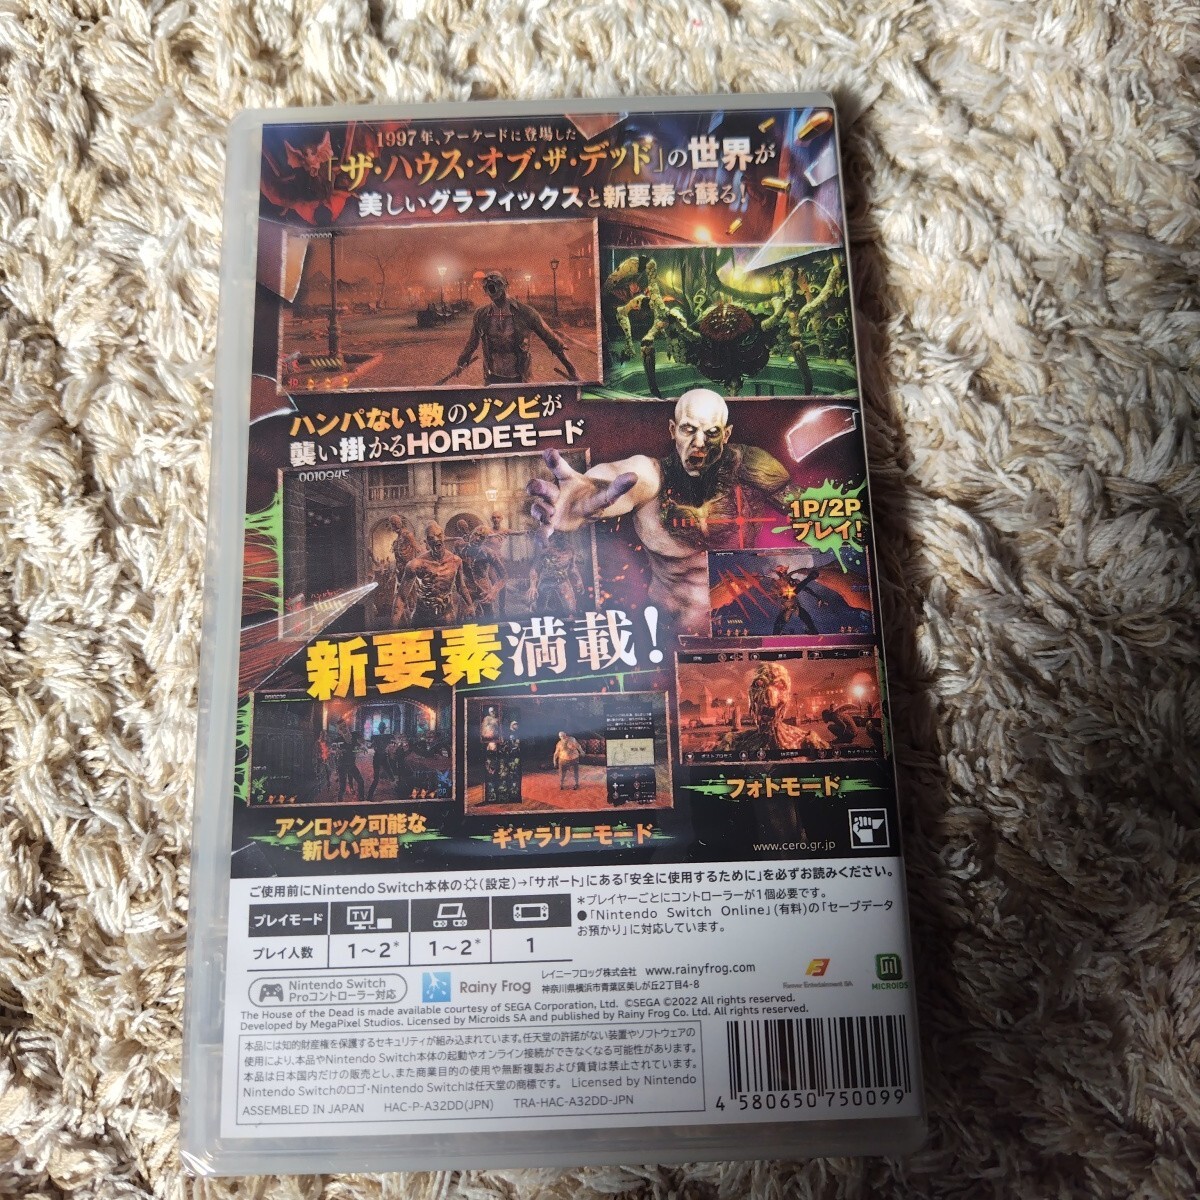 1997年、アーケードに登場した
「ザ・ハウス・オブ・ザ・デッド」の世界が
美しいグラフィックスと新要素で蘇る!
ハンパない数のゾンビが
襲い掛かるHORDEモード
0010945
1P/2P
プレイ!
新要素満載!
アンロック可能な
新しい武器
ギャラリーモード
フォトモード
www.cero.gr.jp
ご使用前にNintendo Switch本体の(設定)→「サポート」にある「安全に使用するために」を必ずお読みください。
プレイモード TV
プレイ人数 1~2* 1~2* 1
*プレイヤーごとにコントローラーが1個必要です。
●「Nintendo Switch Online」(有料)の「セーブデータ
お預かり」に対応しています。
Nintendo Switch
Proコントローラー対応
Rainy Frog
レイニーフロッグ株式会社 www.rainyfrog.com
神奈川県横浜市青葉区美しが丘2丁目4-8
Forever Entertainment SA
MICROIDS
The House of the Dead is made available courtesy of SEGA Corporation, Ltd. ©SEGA ©2022 All rights reserved.
Developed by MegaPixel Studios. Licensed by Microids SA and published by Rainy Frog Co. Ltd. All rights reserved.
本品には知的財産権を保護するセキュリティが組み込まれています。任天堂の許諾がない装置やソフトウェアの
使用により、本品やNintendo Switch本体の起動やオンライン接続ができなくなる可能性があります。
本品は日本国内だけの販売とし、また商業目的の使用や無断複製および賃貸は禁止されています。
Nintendo Switchのロゴ・Nintendo Switchは任天堂の商標です。 Licensed by Nintendo
ASSEMBLED IN JAPAN HAC-P-A32DD(JPN) TRA-HAC-A32DD-JPN
4 580650 750099